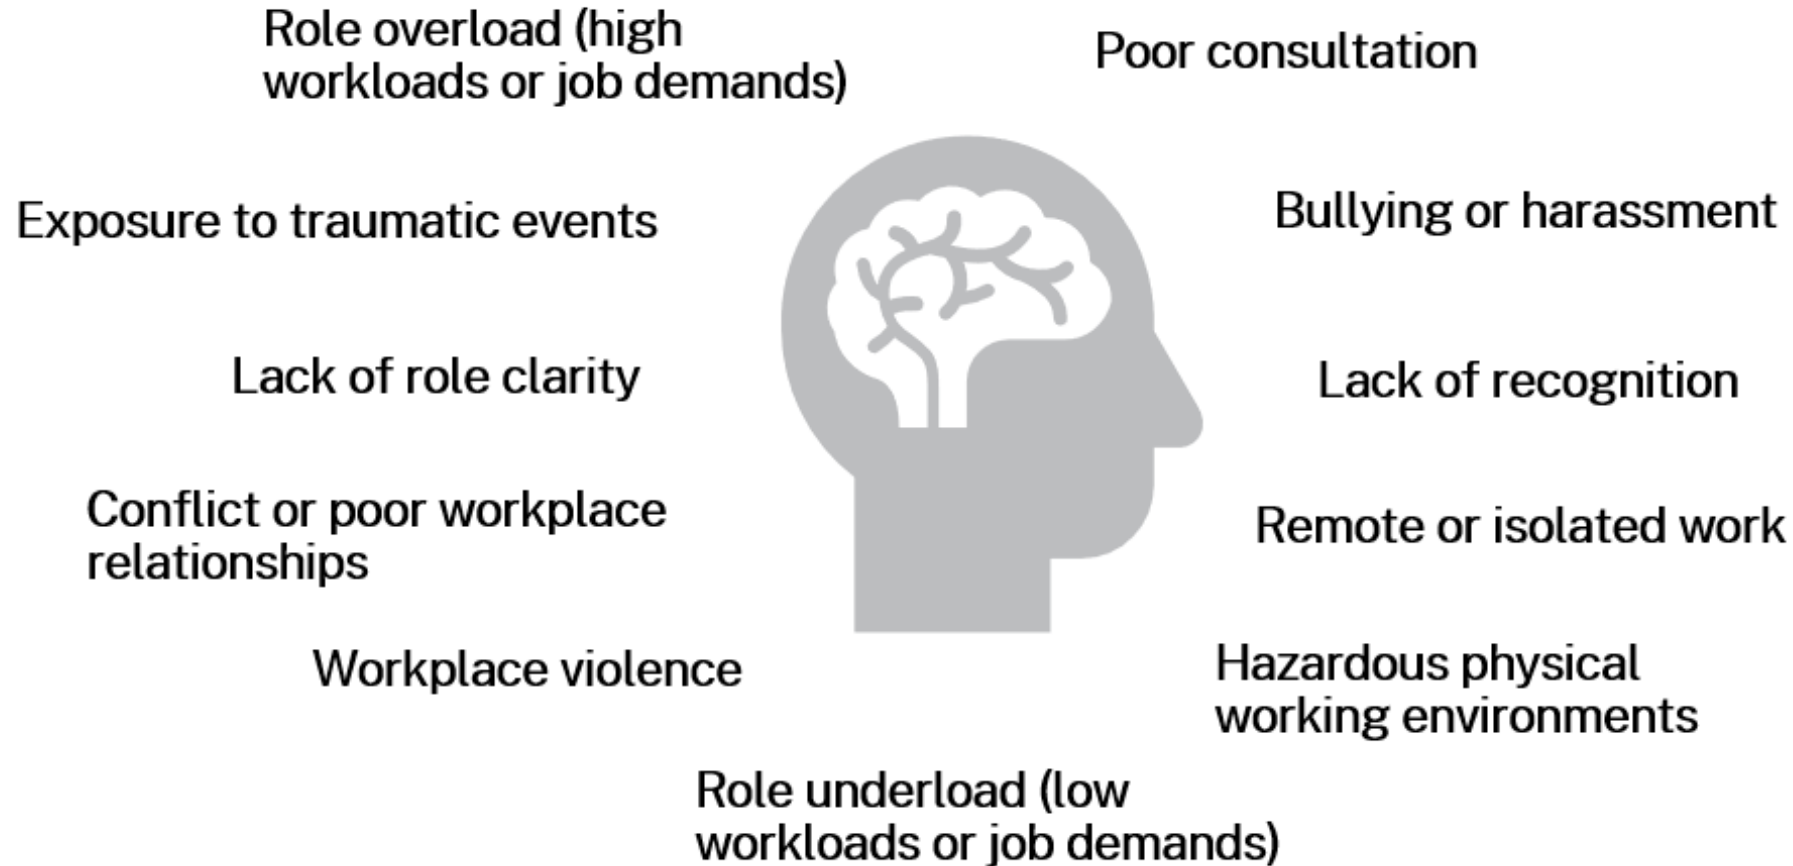 Role overload (high
workloads or job demands)
Poor consultation
Exposure to traumatic events
Bullying or harassment
Lack of role clarity
Lack of recognition
Conflict or poor workplace
relationships
Remote or isolated work
Workplace violence
Hazardous physical
working environments
Role underload (low
workloads or job demands)